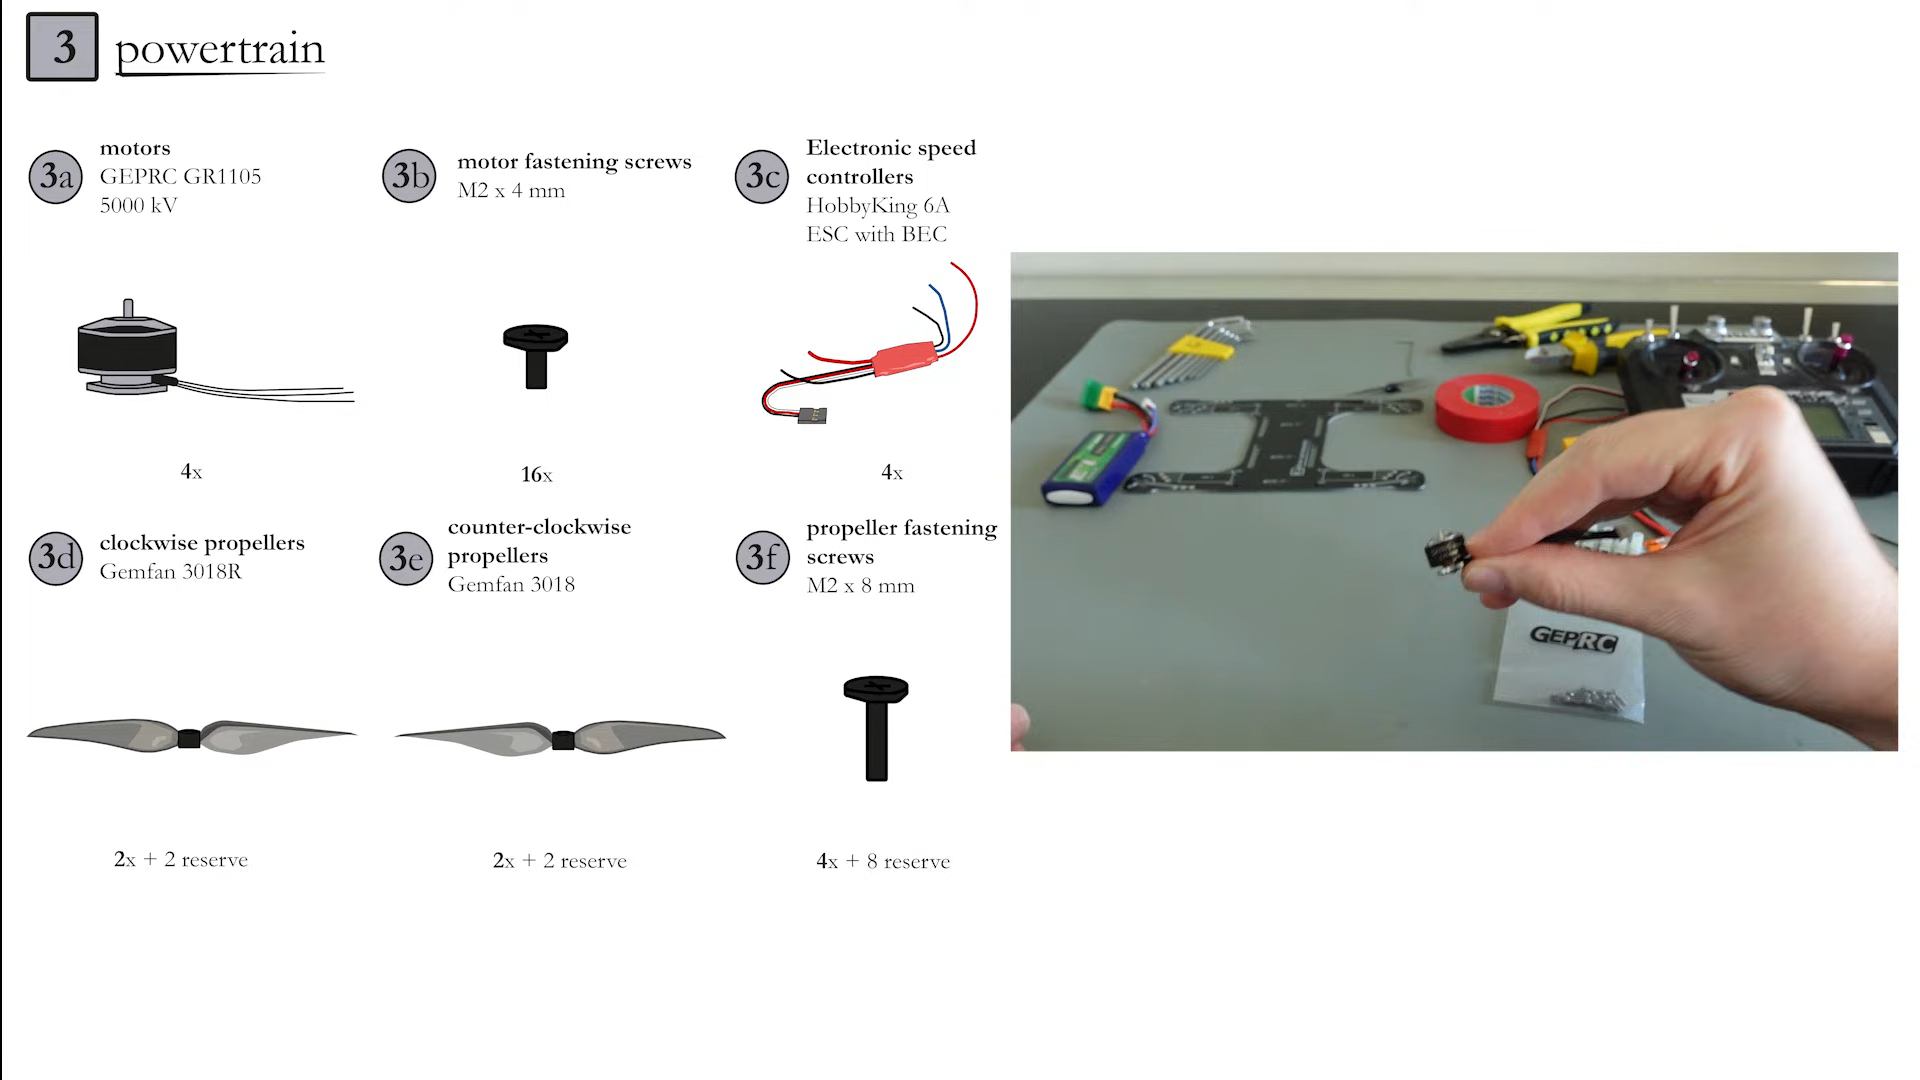 3 powertrain
3a
motors
GEPRC GR1105
5000 kV
4x
3b
motor fastening screws
M2 x 4 mm
16x
3c
Electronic speed
controllers
HobbyKing 6A
ESC with BEC
4x
3d
clockwise propellers
Gemfan 3018R
2x + 2 reserve
3e
counter-clockwise
propellers
Gemfan 3018
2x + 2 reserve
3f
propeller fastening
screws
M2 x 8 mm
4x + 8 reserve
GEPRC